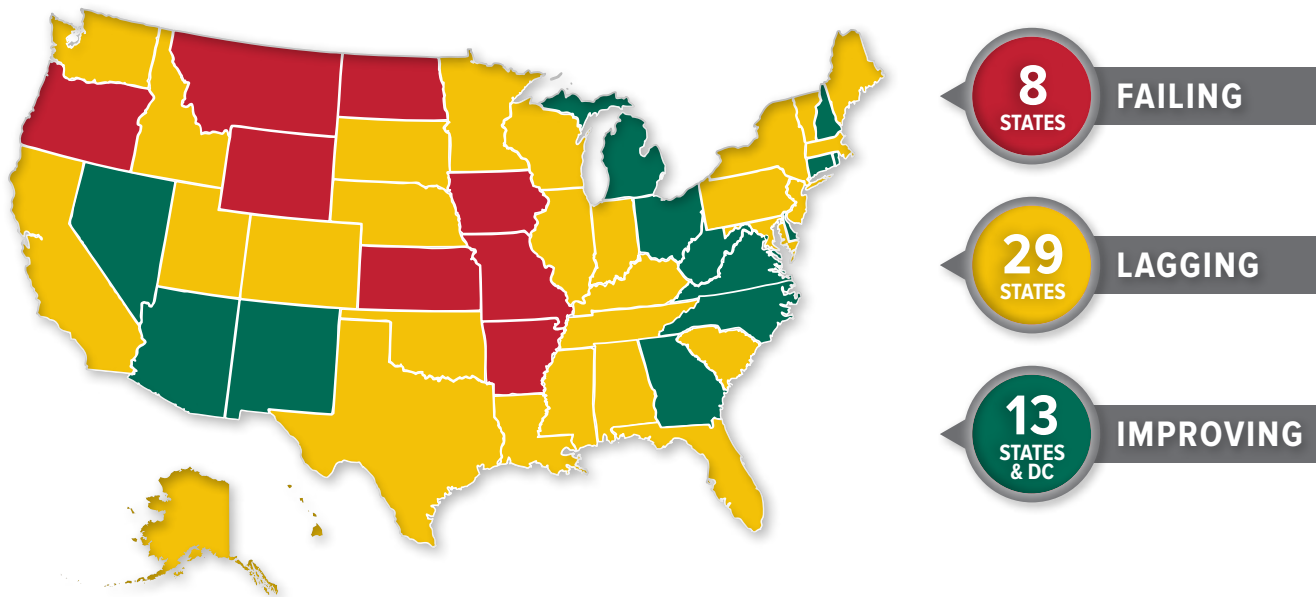 8
STATES
FAILING
29
STATES
LAGGING
13
STATES
& DC
IMPROVING